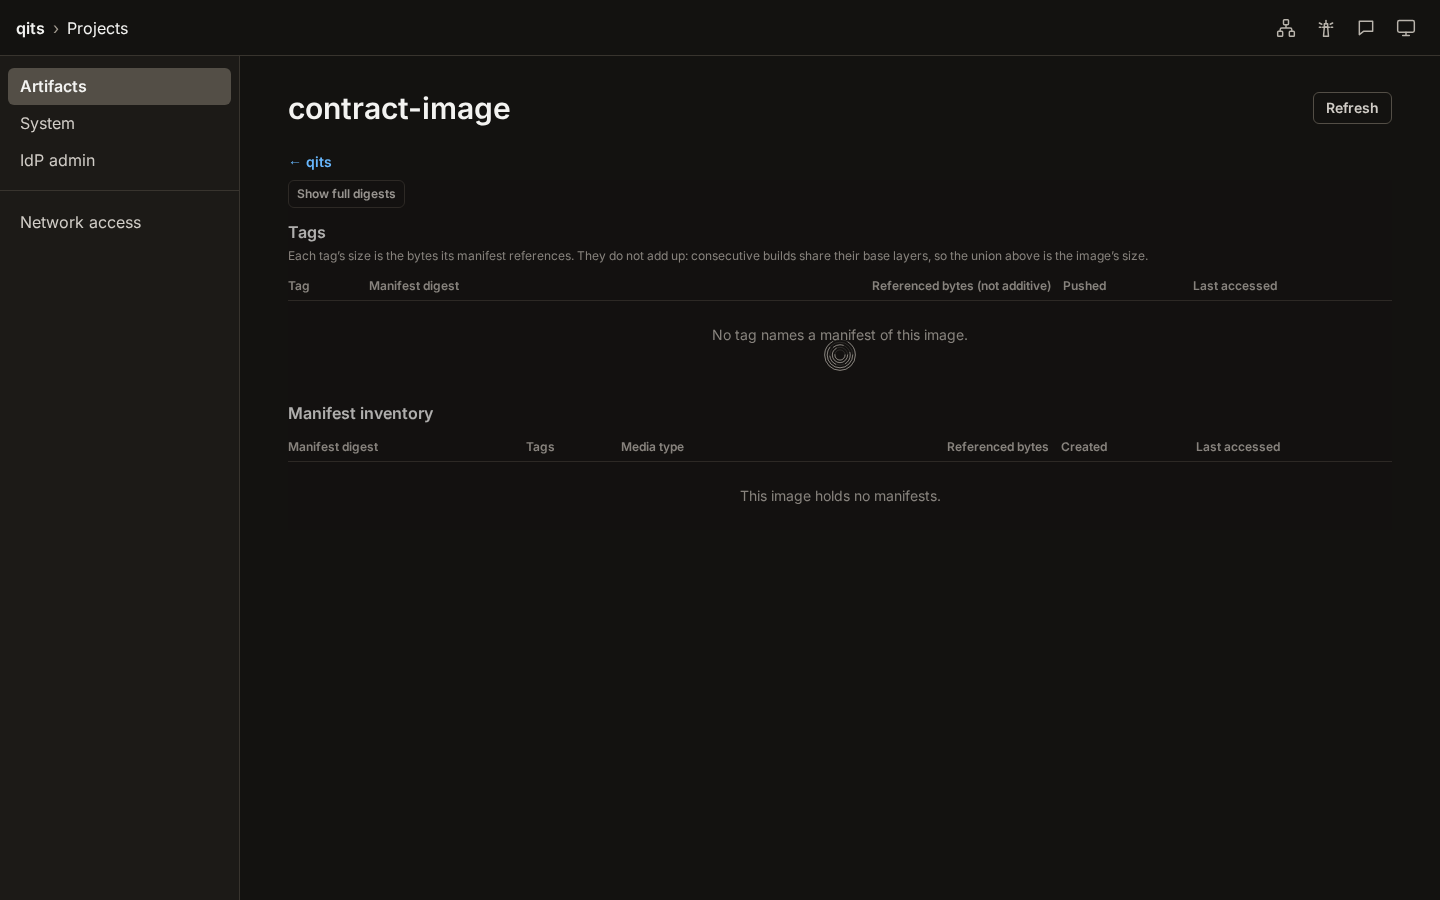 qits › Projects
Artifacts
System
IdP admin
Network access
contract-image
Refresh
← qits
Show full digests
Tags
Each tag’s size is the bytes its manifest references. They do not add up: consecutive builds share their base layers, so the union above is the image’s size.
Tag Manifest digest Referenced bytes (not additive) Pushed Last accessed
No tag names a manifest of this image.
Manifest inventory
Manifest digest Tags Media type Referenced bytes Created Last accessed
This image holds no manifests.